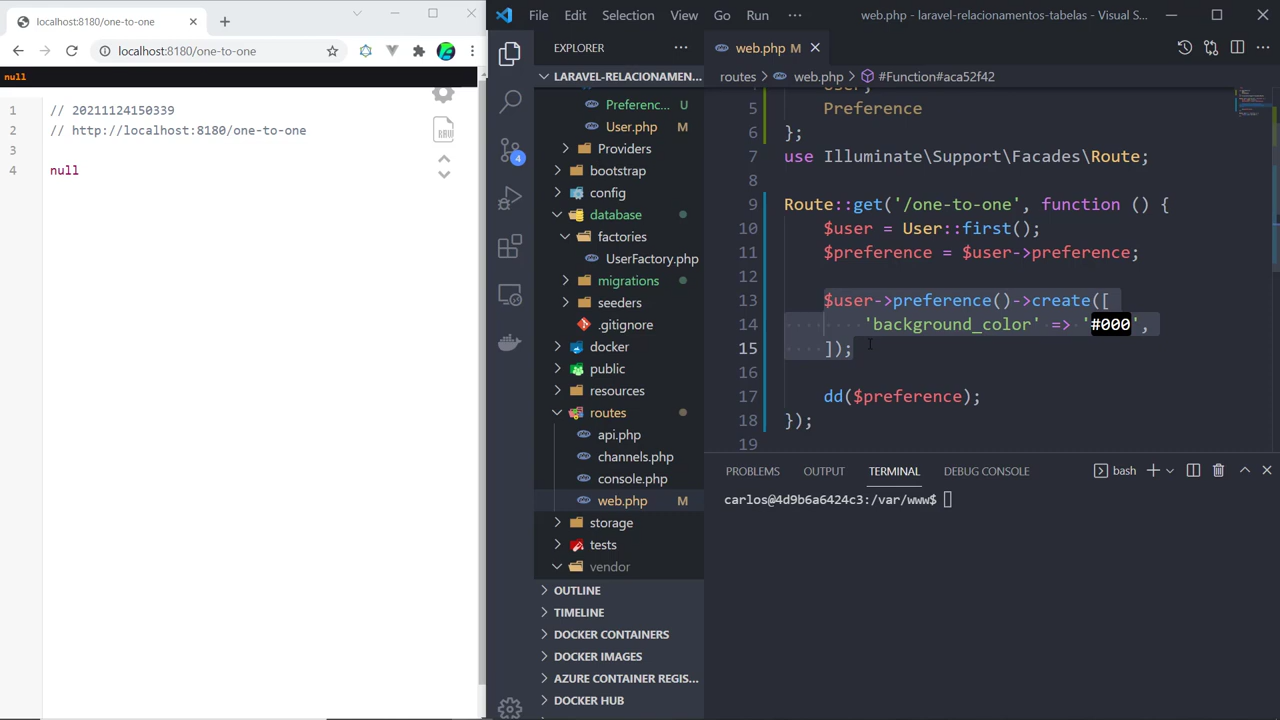 localhost:8180/one-to-one
localhost:8180/one-to-one
null
1 // 20211124150339
2 // http://localhost:8180/one-to-one
3
4 null
RAW
File Edit Selection View Go Run ··· web.php - laravel-relacionamentos-tabelas - Visual S...
4
EXPLORER ···
LARAVEL-RELACIONAMEN...
Preferenc... U
User.php M
Providers
bootstrap
config
database
factories
UserFactory.php
migrations
seeders
.gitignore
docker
public
resources
routes
api.php
channels.php
console.php
web.php M
storage
tests
vendor
OUTLINE
TIMELINE
DOCKER CONTAINERS
DOCKER IMAGES
AZURE CONTAINER REGIS...
DOCKER HUB
web.php M
routes > web.php > #Function#aca52f42
4 User,
5 Preference
6 };
7 use Illuminate\Support\Facades\Route;
8
9 Route::get('/one-to-one', function () {
10 $user = User::first();
11 $preference = $user->preference;
12
13 $user->preference()->create([
14 'background_color' => '#000',
15 ]);
16
17 dd($preference);
18 });
19
PROBLEMS OUTPUT TERMINAL DEBUG CONSOLE bash
carlos@4d9b6a6424c3:/var/www$